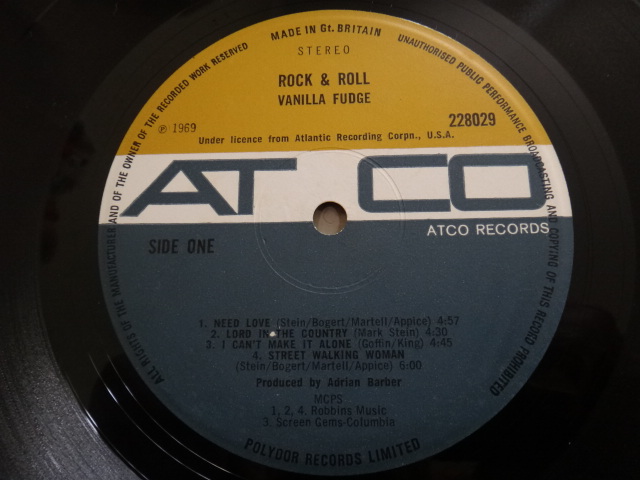 MADE IN Gt. BRITAIN
STEREO
ROCK & ROLL
VANILLA FUDGE
℗ 1969
228029
Under licence from Atlantic Recording Corpn., U.S.A.
ATCO
ATCO RECORDS
SIDE ONE
1. NEED LOVE (Stein/Bogert/Martell/Appice) 4:57
2. LORD IN THE COUNTRY (Mark Stein) 4:30
3. I CAN'T MAKE IT ALONE (Goffin/King) 4:45
4. STREET WALKING WOMAN
(Stein/Bogert/Martell/Appice) 6:00
Produced by Adrian Barber
MCPS
1, 2, 4. Robbins Music
3. Screen Gems-Columbia
POLYDOR RECORDS LIMITED
ALL RIGHTS OF THE MANUFACTURER AND OF THE OWNER OF THE RECORDED WORK RESERVED
UNAUTHORISED PUBLIC PERFORMANCE BROADCASTING AND COPYING OF THIS RECORD PROHIBITED